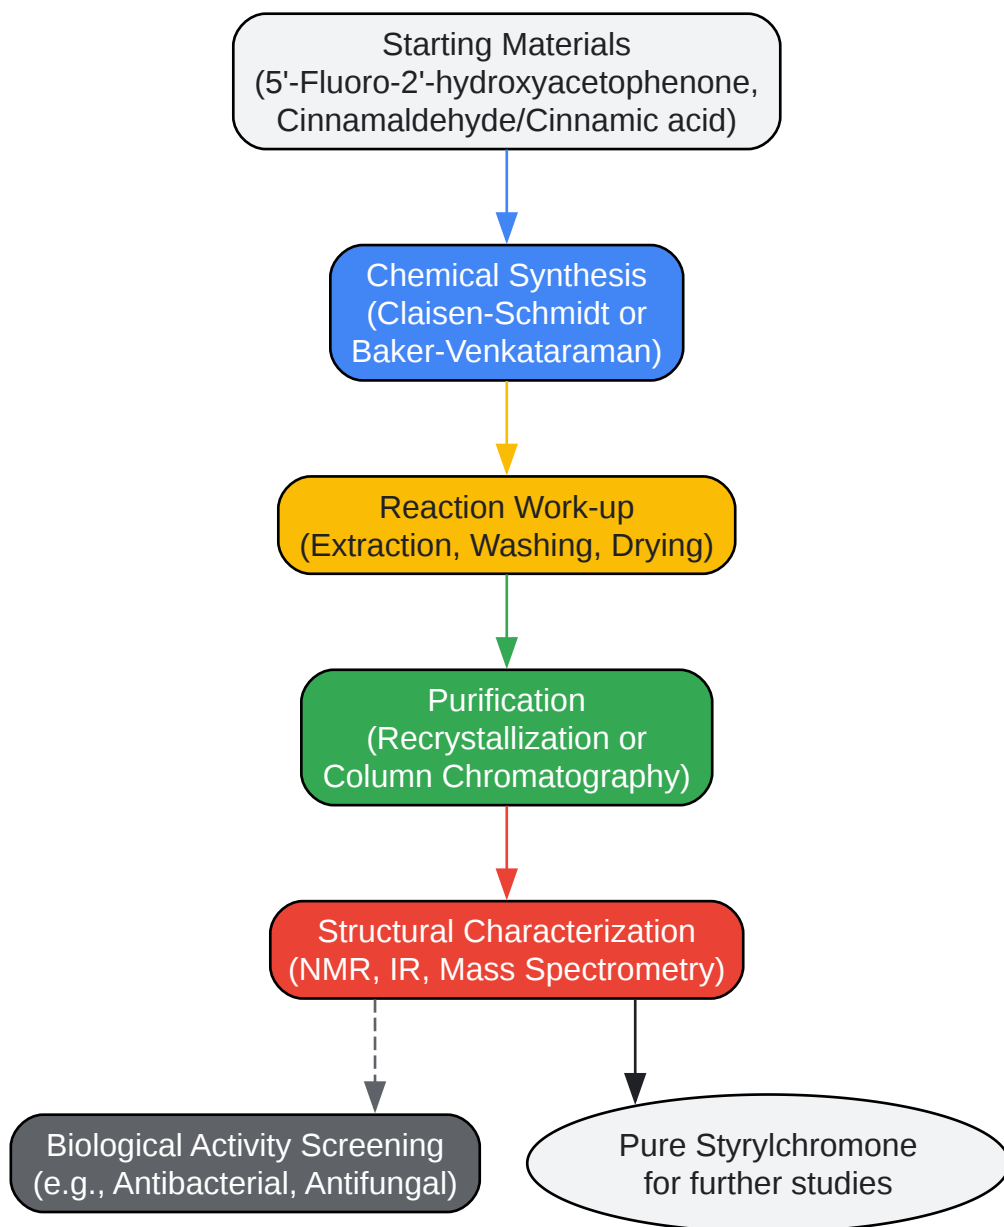 Starting Materials
(5'-Fluoro-2'-hydroxyacetophenone,
Cinnamaldehyde/Cinnamic acid)
Chemical Synthesis
(Claisen-Schmidt or
Baker-Venkataraman)
Reaction Work-up
(Extraction, Washing, Drying)
Purification
(Recrystallization or
Column Chromatography)
Structural Characterization
(NMR, IR, Mass Spectrometry)
Biological Activity Screening
(e.g., Antibacterial, Antifungal)
Pure Styrylchromone
for further studies